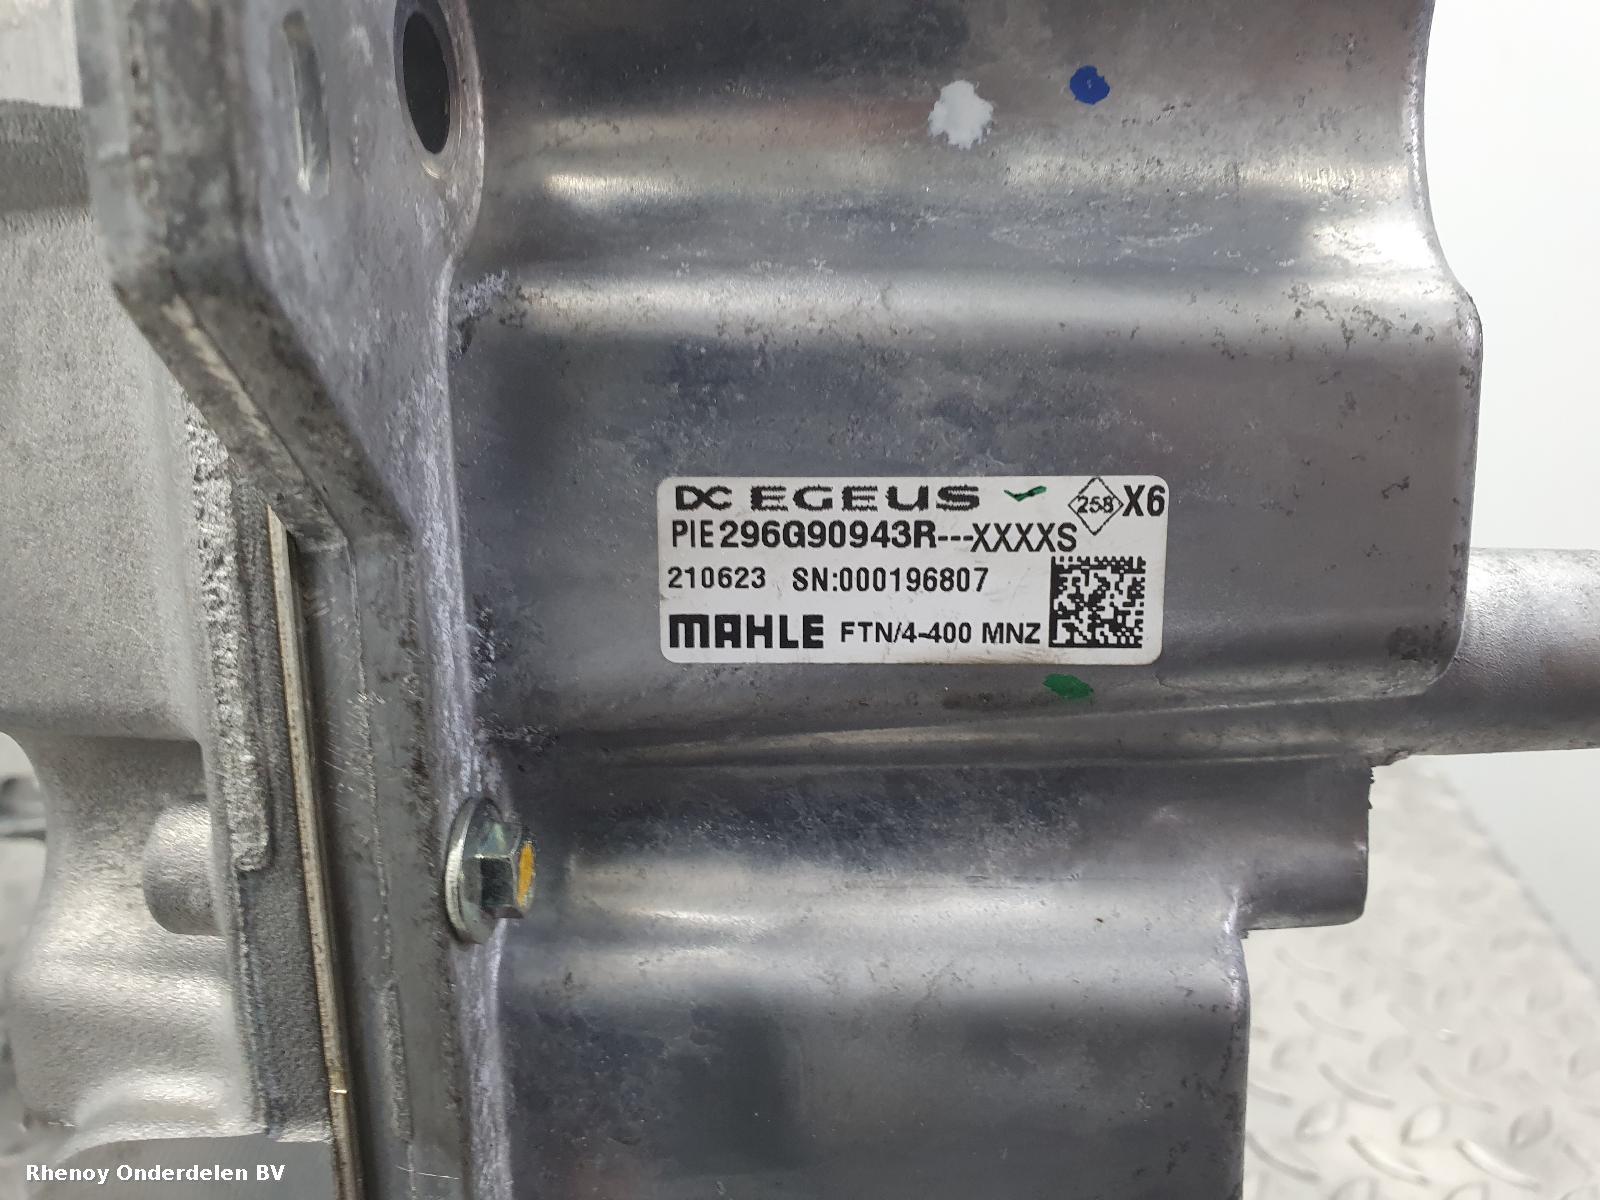 DC EGEUS 258 X6
PIE296G90943R---XXXXS
210623 SN:000196807
MAHLE FTN/4-400 MNZ
Rhenoy Onderdelen BV